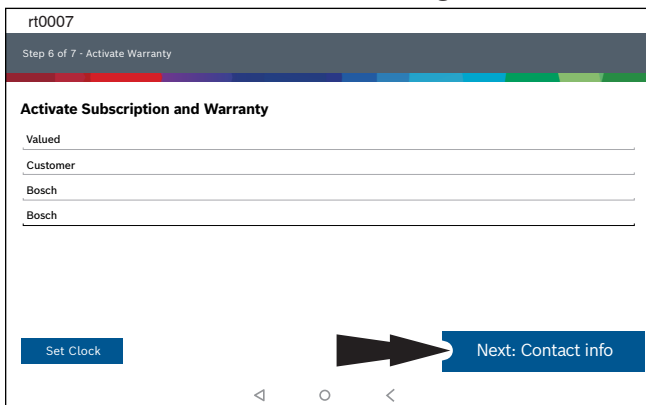 rt0007
Step 6 of 7 - Activate Warranty
Activate Subscription and Warranty
Valued
Customer
Bosch
Bosch
Set Clock
Next: Contact info